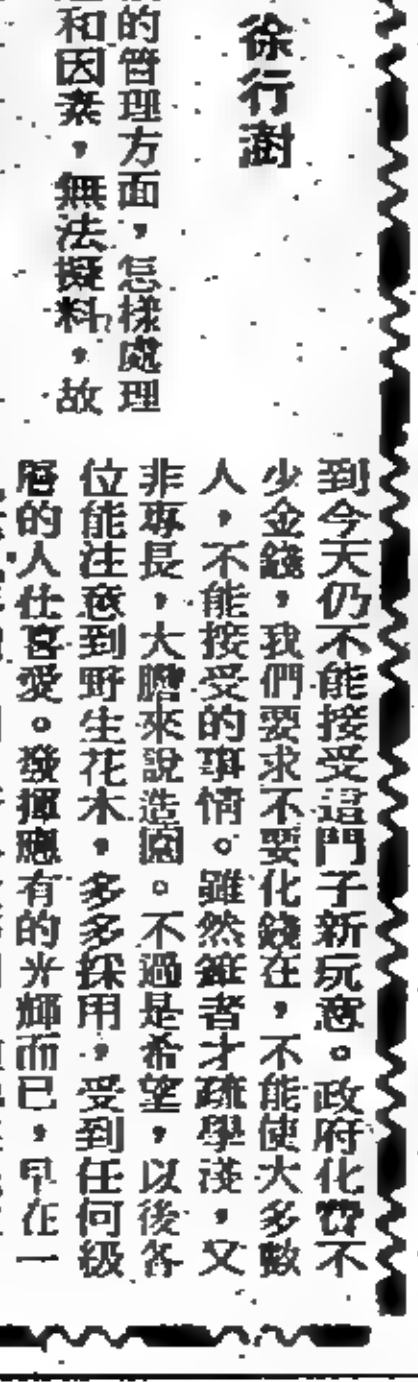 徐行澍
的管理方面，怎樣處理
和因素，無法擬料，故
到今天仍不能接受這門子新玩意。政府化費不
少金錢，我們要求不要化錢在，不能使大多數
人，不能接受的事情。雖然筆者才疏學淺，又
非專長，大膽來說造園。不過是希望，以後各
位能注意到野生花木，多多採用，受到任何級
層的人仕喜愛。發揮應有的光輝而已，早在一